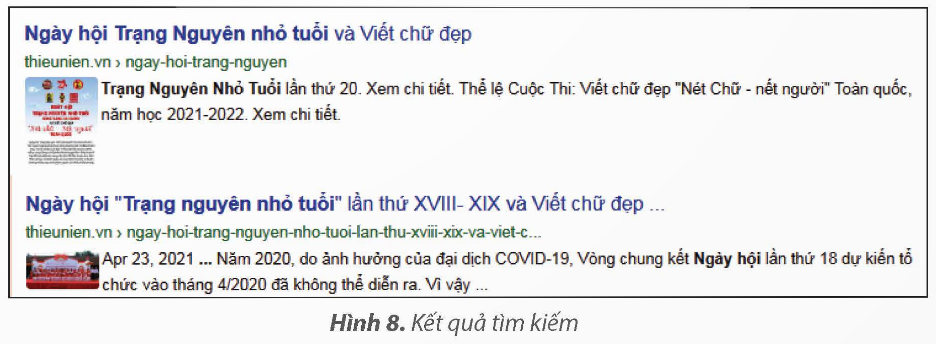 Ngày hội Trạng Nguyên nhỏ tuổi và Viết chữ đẹp
thieunien.vn › ngay-hoi-trang-nguyen
Trạng Nguyên Nhỏ Tuổi lần thứ 20. Xem chi tiết. Thể lệ Cuộc Thi: Viết chữ đẹp "Nét Chữ - nết người" Toàn quốc,
năm học 2021-2022. Xem chi tiết.
Ngày hội "Trạng nguyên nhỏ tuổi" lần thứ XVIII- XIX và Viết chữ đẹp ...
thieunien.vn › ngay-hoi-trang-nguyen-nho-tuoi-lan-thu-xviii-xix-va-viet-c...
Apr 23, 2021 ... Năm 2020, do ảnh hưởng của đại dịch COVID-19, Vòng chung kết Ngày hội lần thứ 18 dự kiến tổ
chức vào tháng 4/2020 đã không thể diễn ra. Vì vậy ...
Hình 8. Kết quả tìm kiếm